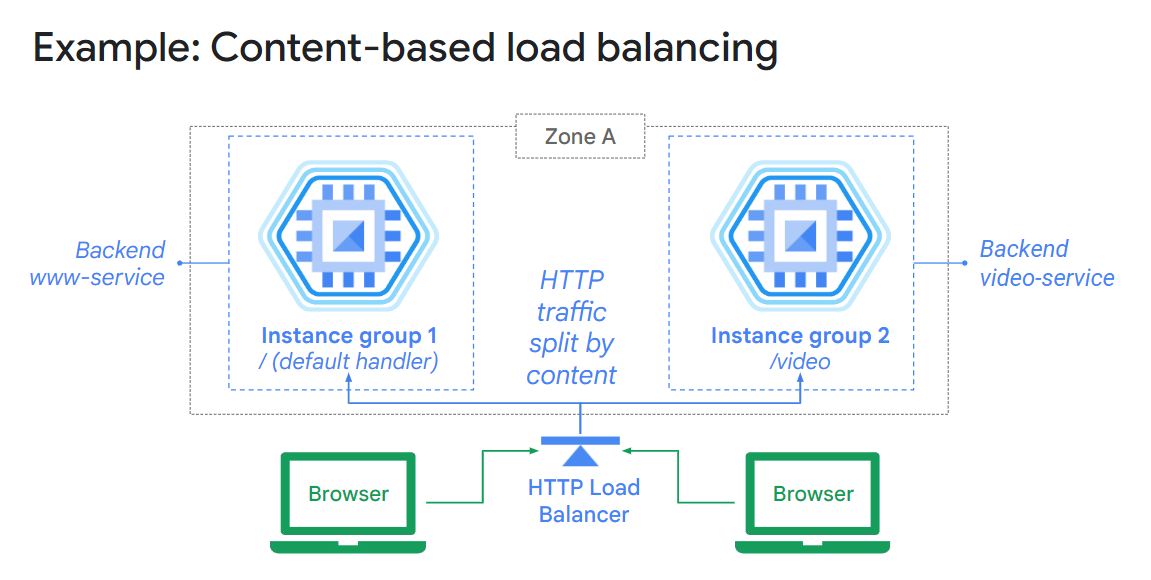 Example: Content-based load balancing
Zone A
Backend
www-service
HTTP
traffic
split by
content
Backend
video-service
Instance group 1
/ (default handler)
Instance group 2
/video
Browser
HTTP Load
Balancer
Browser